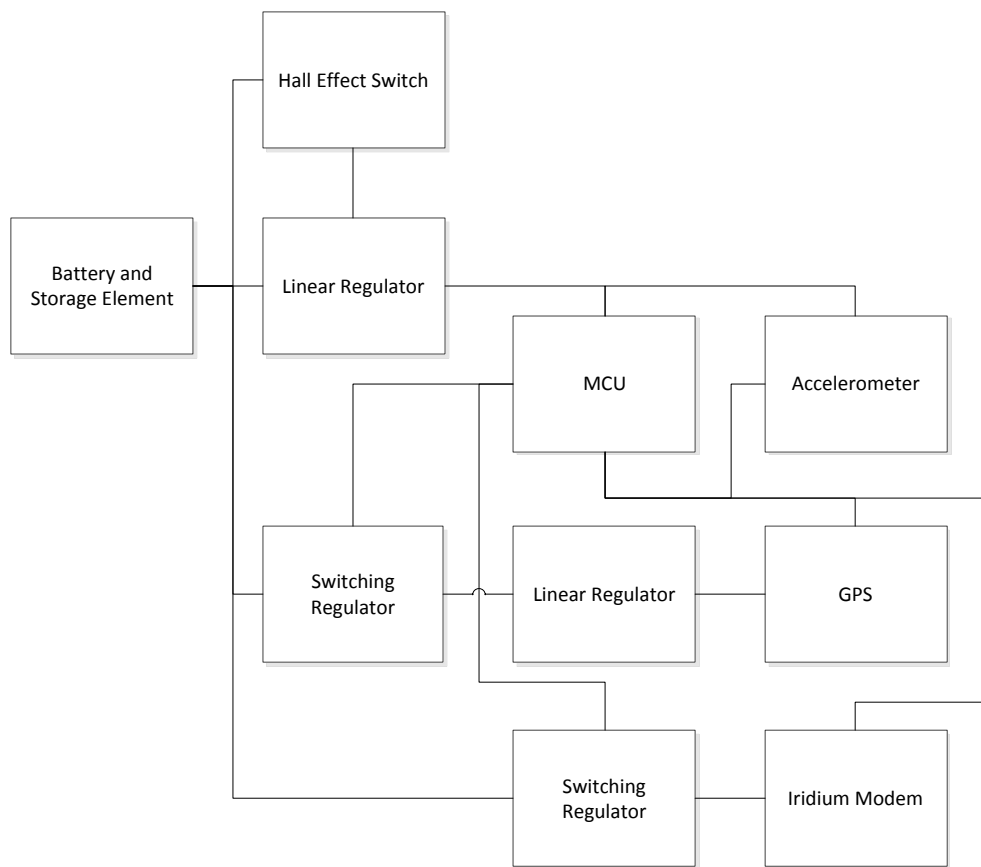 Hall Effect Switch
Battery and
Storage Element
Linear Regulator
MCU
Accelerometer
Switching
Regulator
Linear Regulator
GPS
Switching
Regulator
Iridium Modem